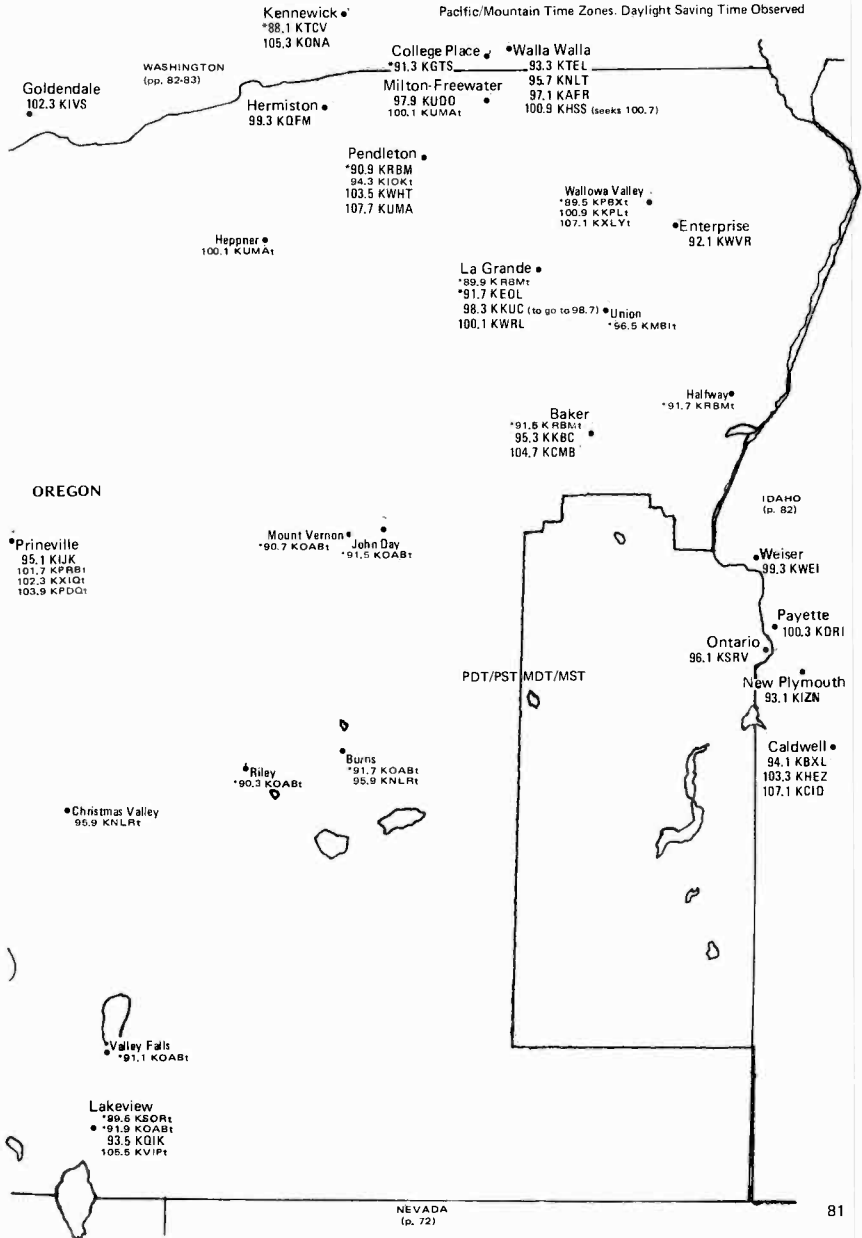 Pacific/Mountain Time Zones. Daylight Saving Time Observed
Kennewick
*88.1 KTCV
105.3 KONA
WASHINGTON
(pp. 82-83)
Goldendale
102.3 KIVS
College Place
*91.3 KGTS
Walla Walla
93.3 KTEL
95.7 KNLT
97.1 KAFR
100.9 KHSS (seeks 100.7)
Milton-Freewater
97.9 KUDO
100.1 KUMAt
Hermiston
99.3 KQFM
Pendleton
*90.9 KRBM
94.3 KIOKt
103.5 KWHT
107.7 KUMA
Wallowa Valley
*89.5 KPBXt
100.9 KKPLt
107.1 KXLYt
Enterprise
92.1 KWVR
Heppner
100.1 KUMAt
La Grande
*89.9 KRBMt
*91.7 KEOL
98.3 KKUC (to go to 98.7)
100.1 KWRL
Union
*96.5 KMBIt
Halfway
*91.7 KRBMt
Baker
*91.5 KRBMt
95.3 KKBC
104.7 KCMB
OREGON
IDAHO
(p. 82)
Prineville
95.1 KIJK
101.7 KPRBt
102.3 KXIQt
103.9 KPDQt
Mount Vernon
*90.7 KOABt
John Day
*91.5 KOABt
Weiser
99.3 KWEI
Payette
100.3 KQRI
Ontario
96.1 KSRV
PDT/PST MDT/MST
New Plymouth
93.1 KIZN
Caldwell
94.1 KBXL
103.3 KHEZ
107.1 KCID
Burns
*91.7 KOABt
95.9 KNLRt
Riley
*90.3 KOABt
Christmas Valley
95.9 KNLRt
Valley Falls
*91.1 KOABt
Lakeview
*89.5 KSORt
*91.9 KOABt
93.5 KQIK
105.5 KVIPt
NEVADA
(p. 72)
81